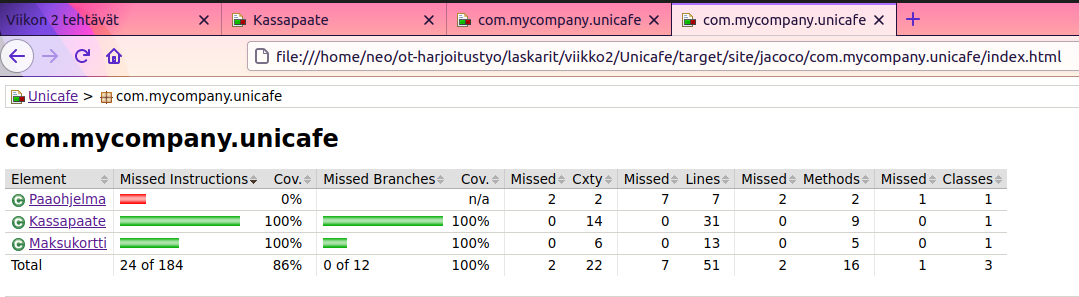 Viikon 2 tehtävät
Kassapaate
com.mycompany.unicafe
com.mycompany.unicafe
file:///home/neo/ot-harjoitustyo/laskarit/viikko2/Unicafe/target/site/jacoco/com.mycompany.unicafe/index.html
Unicafe > com.mycompany.unicafe
com.mycompany.unicafe
Element Missed Instructions Cov. Missed Branches Cov. Missed Cxty Missed Lines Missed Methods Missed Classes
Paaohjelma 0% n/a 2 2 7 7 2 2 1 1
Kassapaate 100% 100% 0 14 0 31 0 9 0 1
Maksukortti 100% 100% 0 6 0 13 0 5 0 1
Total 24 of 184 86% 0 of 12 100% 2 22 7 51 2 16 1 3